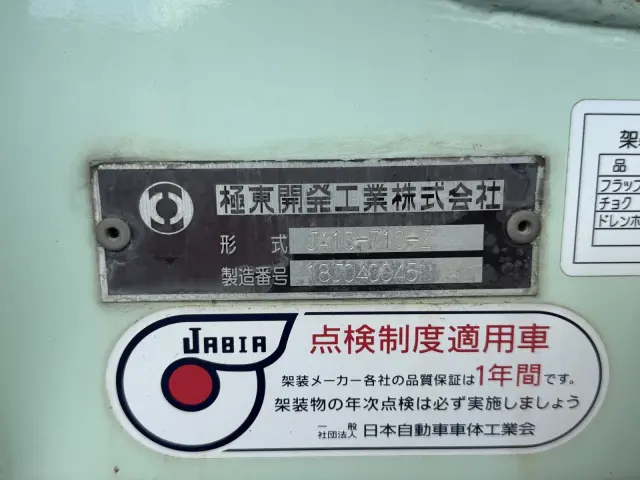 極東開発工業株式会社
形式
製造番号
JABIA
点検制度適用車
架装メーカー各社の品質保証は1年間です。
架装物の年次点検は必ず実施しましょう
一般社団法人 日本自動車車体工業会
品
フラップ
チョク
ドレン